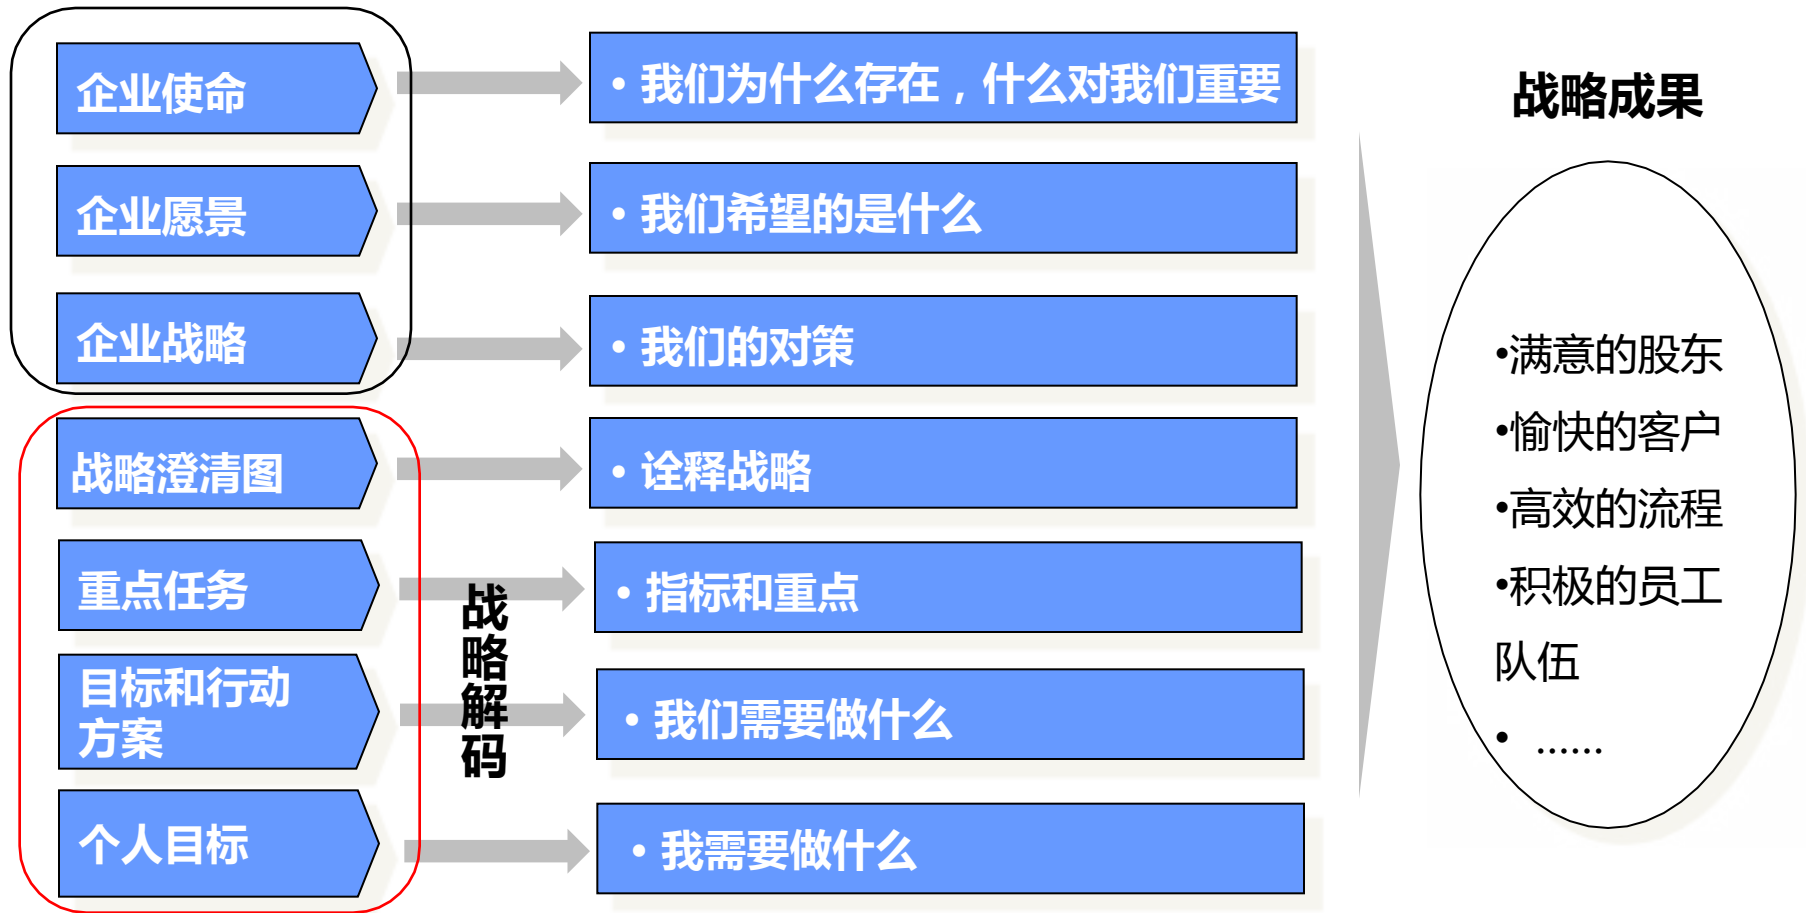 企业使命
• 我们为什么存在，什么对我们重要
企业愿景
• 我们希望的是什么
企业战略
• 我们的对策
战略澄清图
• 诠释战略
重点任务
• 指标和重点
目标和行动
方案
• 我们需要做什么
个人目标
• 我需要做什么
战略解码
战略成果
•满意的股东
•愉快的客户
•高效的流程
•积极的员工
队伍
• ......